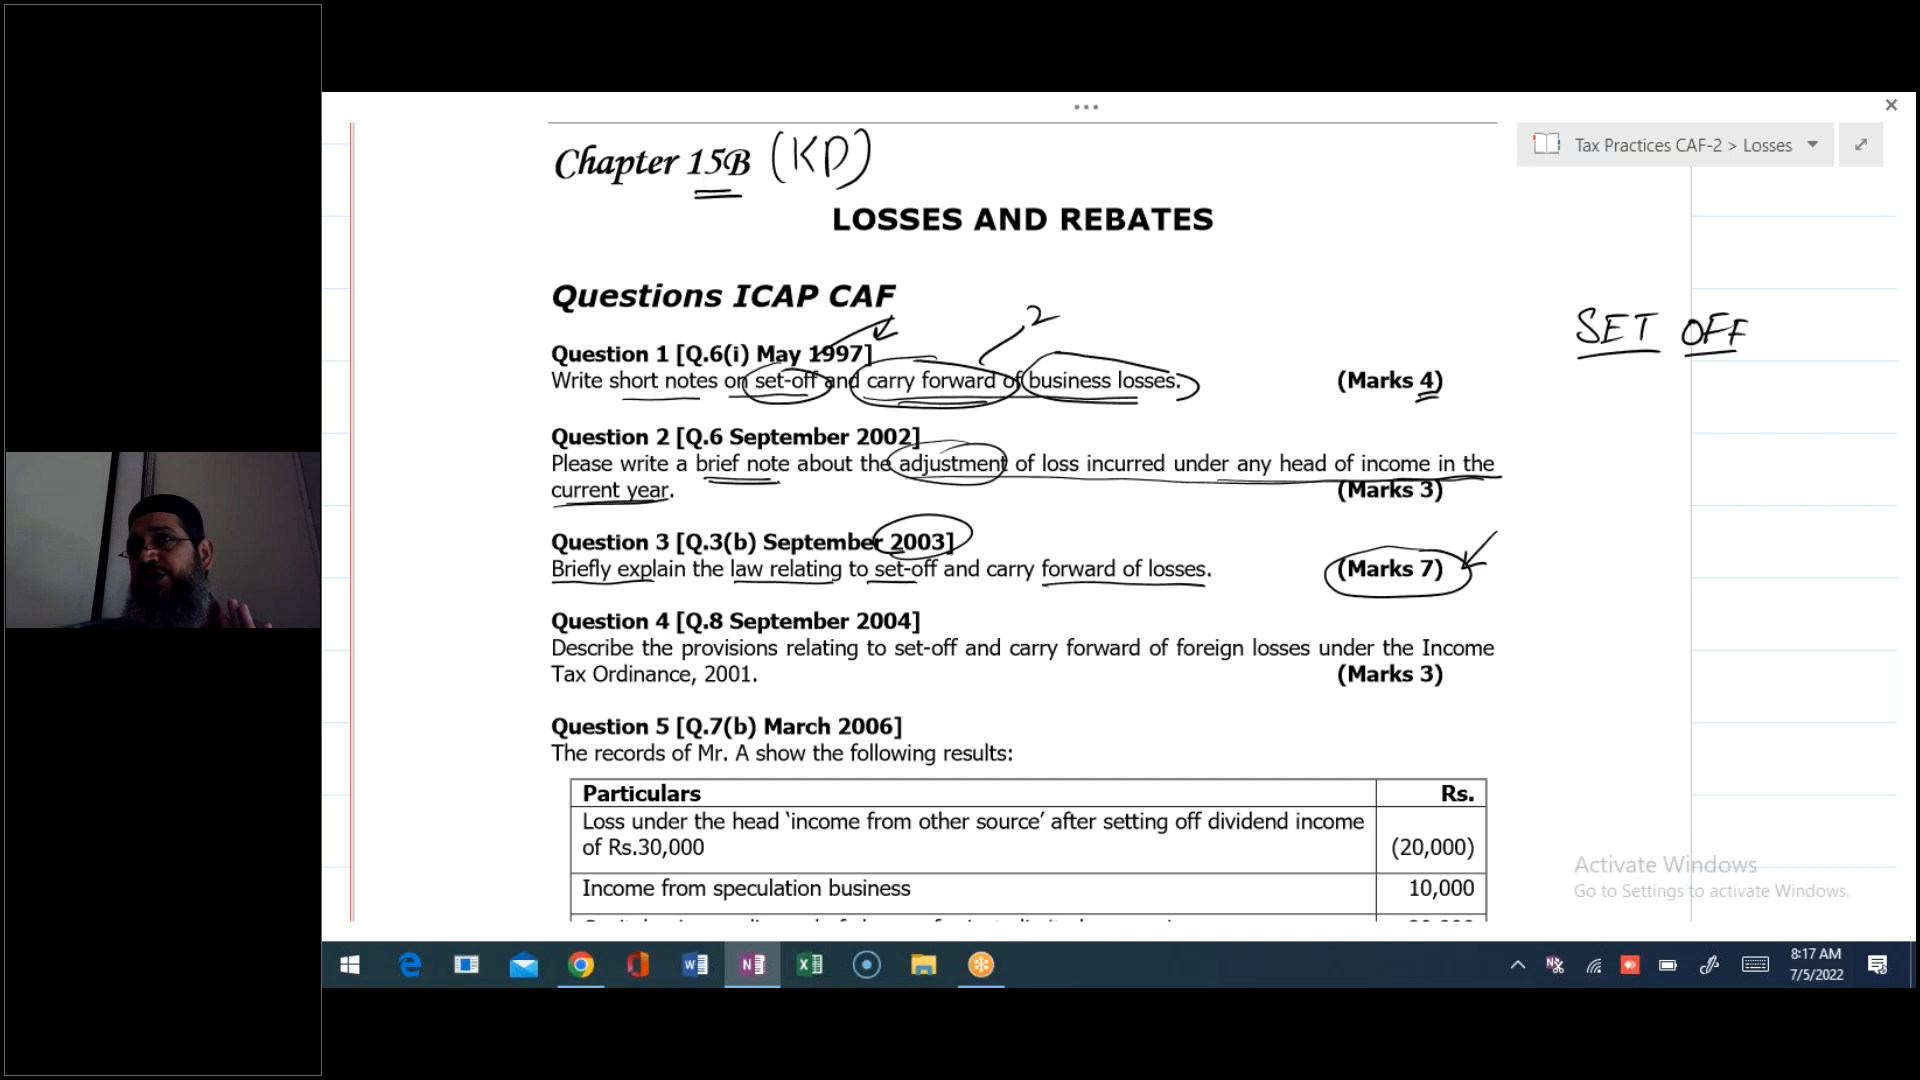 Chapter 15B (KD)
LOSSES AND REBATES
Questions ICAP CAF
2
Question 1 [Q.6(i) May 1997]
Write short notes on set-off and carry forward of business losses. (Marks 4)
Question 2 [Q.6 September 2002]
Please write a brief note about the adjustment of loss incurred under any head of income in the
current year. (Marks 3)
Question 3 [Q.3(b) September 2003]
Briefly explain the law relating to set-off and carry forward of losses. (Marks 7)
Question 4 [Q.8 September 2004]
Describe the provisions relating to set-off and carry forward of foreign losses under the Income
Tax Ordinance, 2001. (Marks 3)
Question 5 [Q.7(b) March 2006]
The records of Mr. A show the following results:
Particulars Rs.
Loss under the head ‘income from other source’ after setting off dividend income
of Rs.30,000 (20,000)
Income from speculation business 10,000
Tax Practices CAF-2 > Losses
SET OFF
Activate Windows
Go to Settings to activate Windows.
8:17 AM
7/5/2022